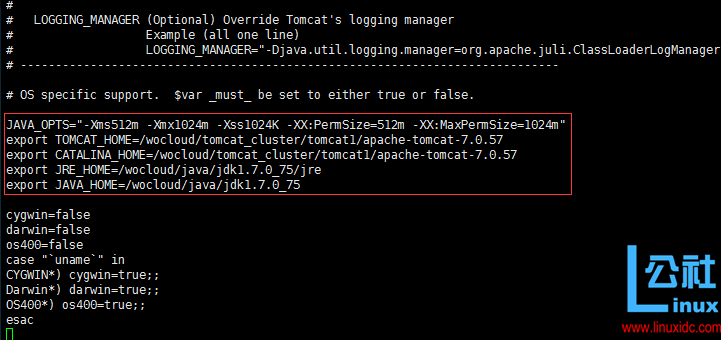 #
#   LOGGING_MANAGER (Optional) Override Tomcat's logging manager
#                   Example (all one line)
#                   LOGGING_MANAGER="-Djava.util.logging.manager=org.apache.juli.ClassLoaderLogManager
# -----------------------------------------------------------------------------
# OS specific support.  $var _must_ be set to either true or false.
JAVA_OPTS="-Xms512m -Xmx1024m -Xss1024K -XX:PermSize=512m -XX:MaxPermSize=1024m"
export TOMCAT_HOME=/wocloud/tomcat_cluster/tomcat1/apache-tomcat-7.0.57
export CATALINA_HOME=/wocloud/tomcat_cluster/tomcat1/apache-tomcat-7.0.57
export JRE_HOME=/wocloud/java/jdk1.7.0_75/jre
export JAVA_HOME=/wocloud/java/jdk1.7.0_75
cygwin=false
darwin=false
os400=false
case "`uname`" in
CYGWIN*) cygwin=true;;
Darwin*) darwin=true;;
OS400*) os400=true;;
esac
公社
Linux
www.linuxidc.com